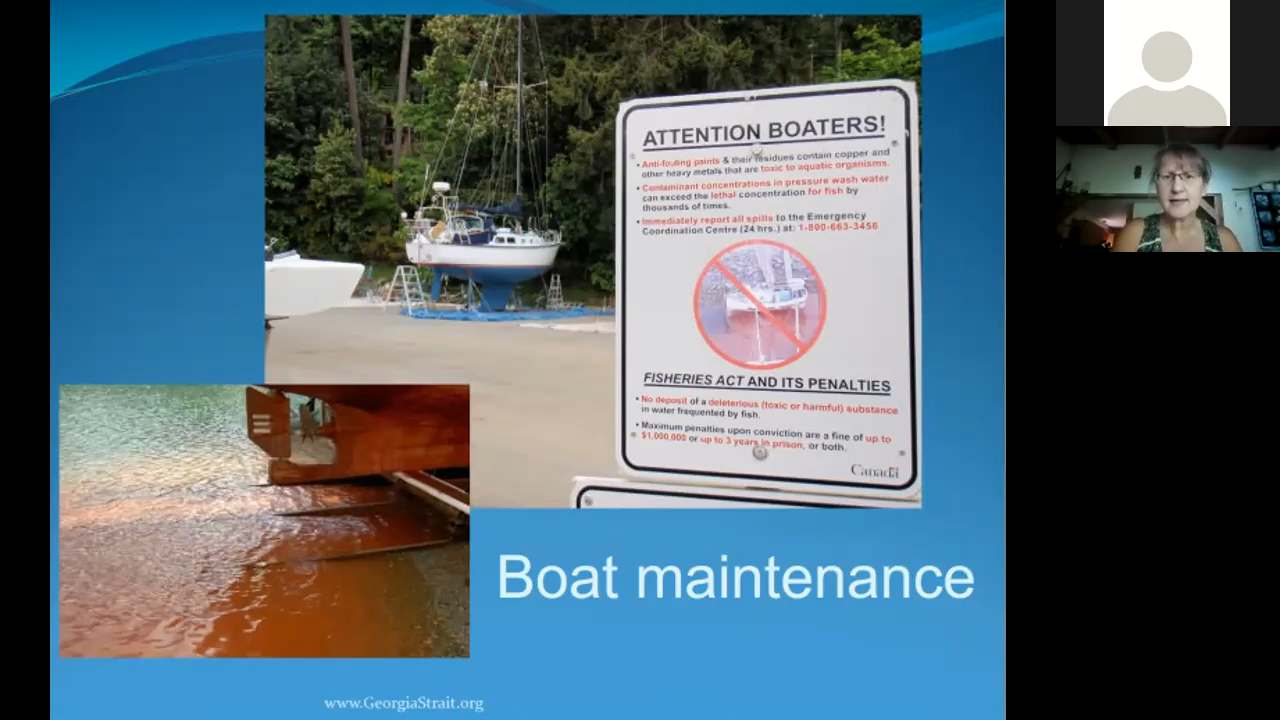 ATTENTION BOATERS!
• Anti-fouling paints & their residues contain copper and
other heavy metals that are toxic to aquatic organisms.
• Contaminant concentrations in pressure wash water
can exceed the lethal concentration for fish by
thousands of times.
• Immediately report all spills to the Emergency
Coordination Centre (24 hrs.) at: 1-800-663-3456
FISHERIES ACT AND ITS PENALTIES
• No deposit of a deleterious (toxic or harmful) substance
in water frequented by fish.
• Maximum penalties upon conviction are a fine of up to
$1,000,000 or up to 3 years in prison, or both.
Canada
Boat maintenance
www.GeorgiaStrait.org